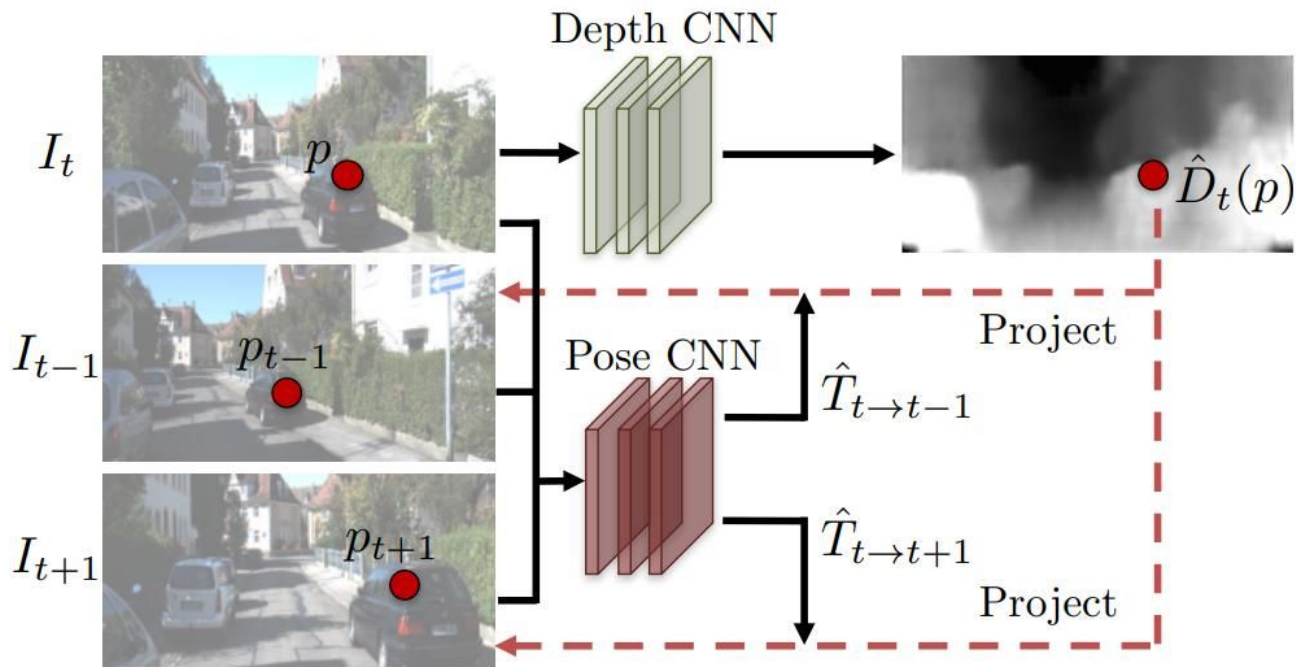 Depth CNN
I_t
p
D̂_t(p)
Project
I_{t-1}
p_{t-1}
Pose CNN
T̂_{t→t-1}
I_{t+1}
p_{t+1}
T̂_{t→t+1}
Project